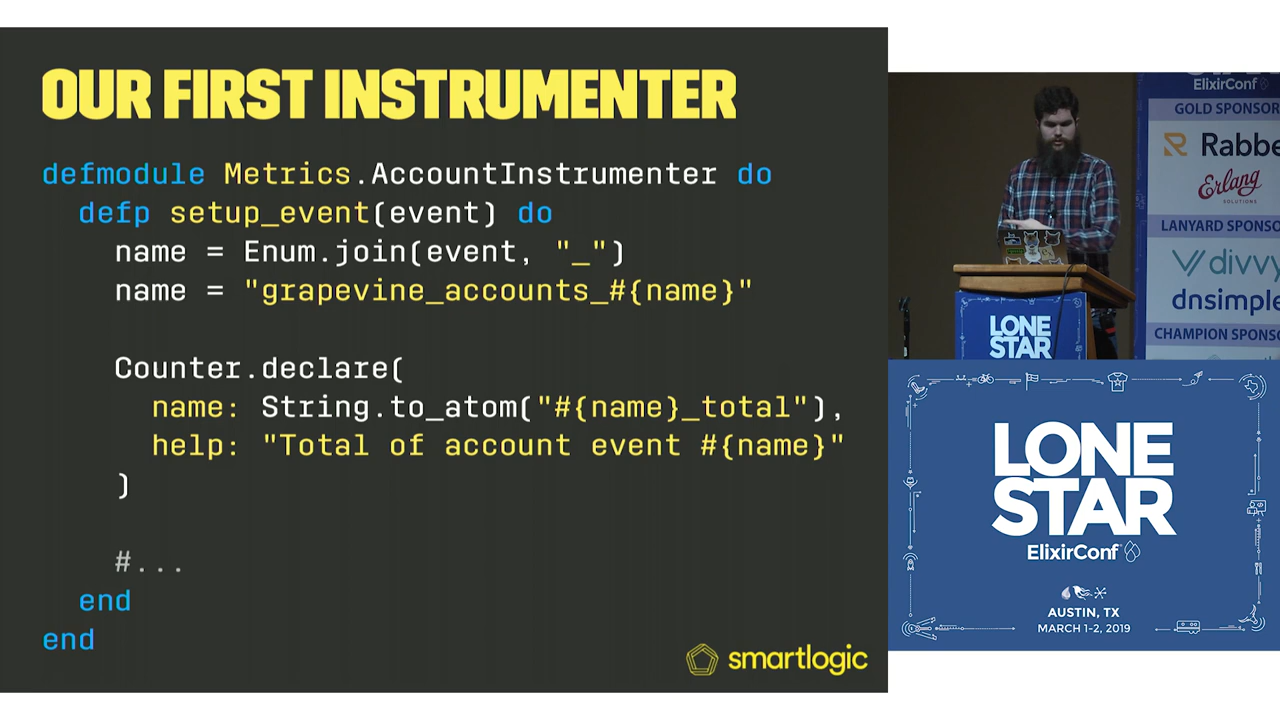 OUR FIRST INSTRUMENTER
defmodule Metrics.AccountInstrumenter do
  defp setup_event(event) do
    name = Enum.join(event, "_")
    name = "grapevine_accounts_#{name}"
    Counter.declare(
      name: String.to_atom("#{name}_total"),
      help: "Total of account event #{name}"
    )
    #...
  end
end
smartlogic
ElixirConf
GOLD SPONSOR
Erlang
SOLUTIONS
LANYARD SPONSO
divvy
dnsimple
CHAMPION SPONS
LONE
STAR
LONE
STAR
ElixirConf
AUSTIN, TX
MARCH 1-2, 2019